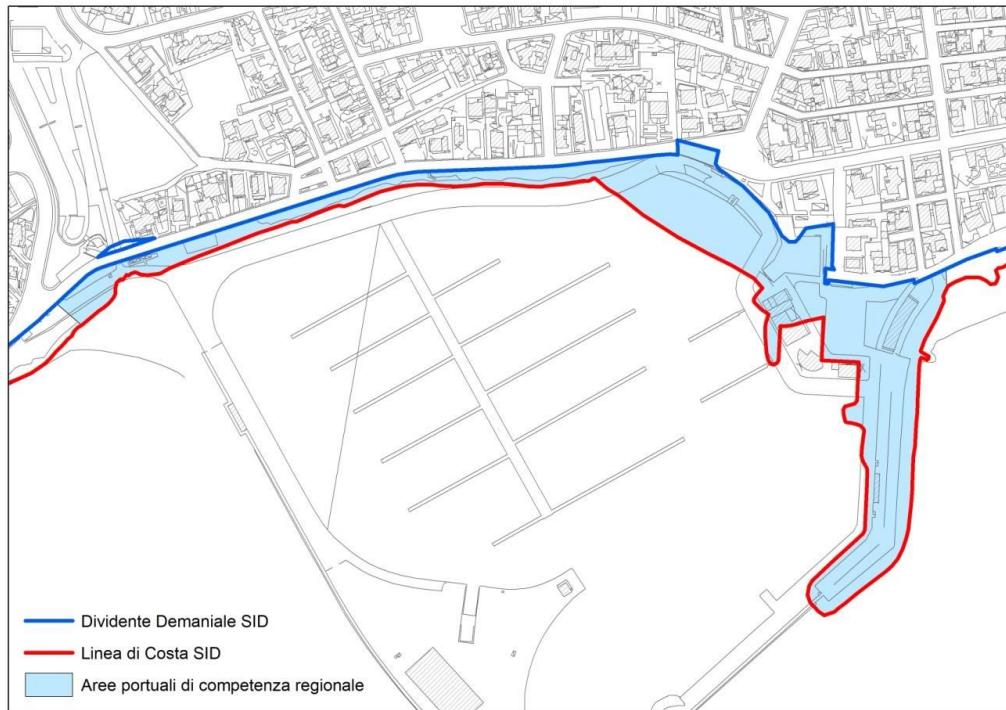 Dividente Demaniale SID
Linea di Costa SID
Aree portuali di competenza regionale